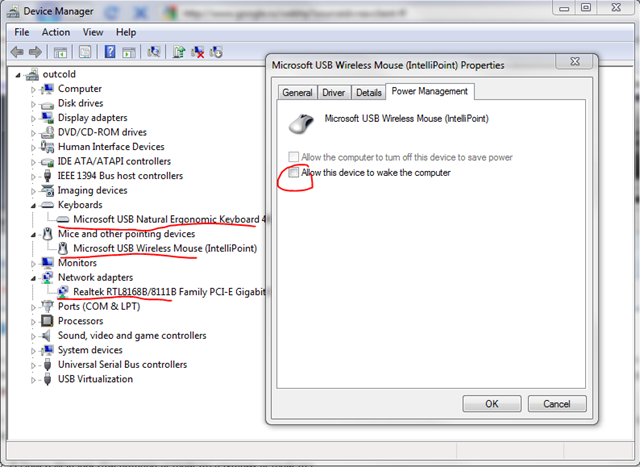 Device Manager
File Action View Help
outcold
Computer
Disk drives
Display adapters
DVD/CD-ROM drives
Human Interface Devices
IDE ATA/ATAPI controllers
IEEE 1394 Bus host controllers
Imaging devices
Keyboards
Microsoft USB Natural Ergonomic Keyboard 4
Mice and other pointing devices
Microsoft USB Wireless Mouse (IntelliPoint)
Monitors
Network adapters
Realtek RTL8168B/8111B Family PCI-E Gigabit
Ports (COM & LPT)
Processors
Sound, video and game controllers
System devices
Universal Serial Bus controllers
USB Virtualization
Microsoft USB Wireless Mouse (IntelliPoint) Properties
General Driver Details Power Management
Microsoft USB Wireless Mouse (IntelliPoint)
Allow the computer to turn off this device to save power
Allow this device to wake the computer
OK Cancel